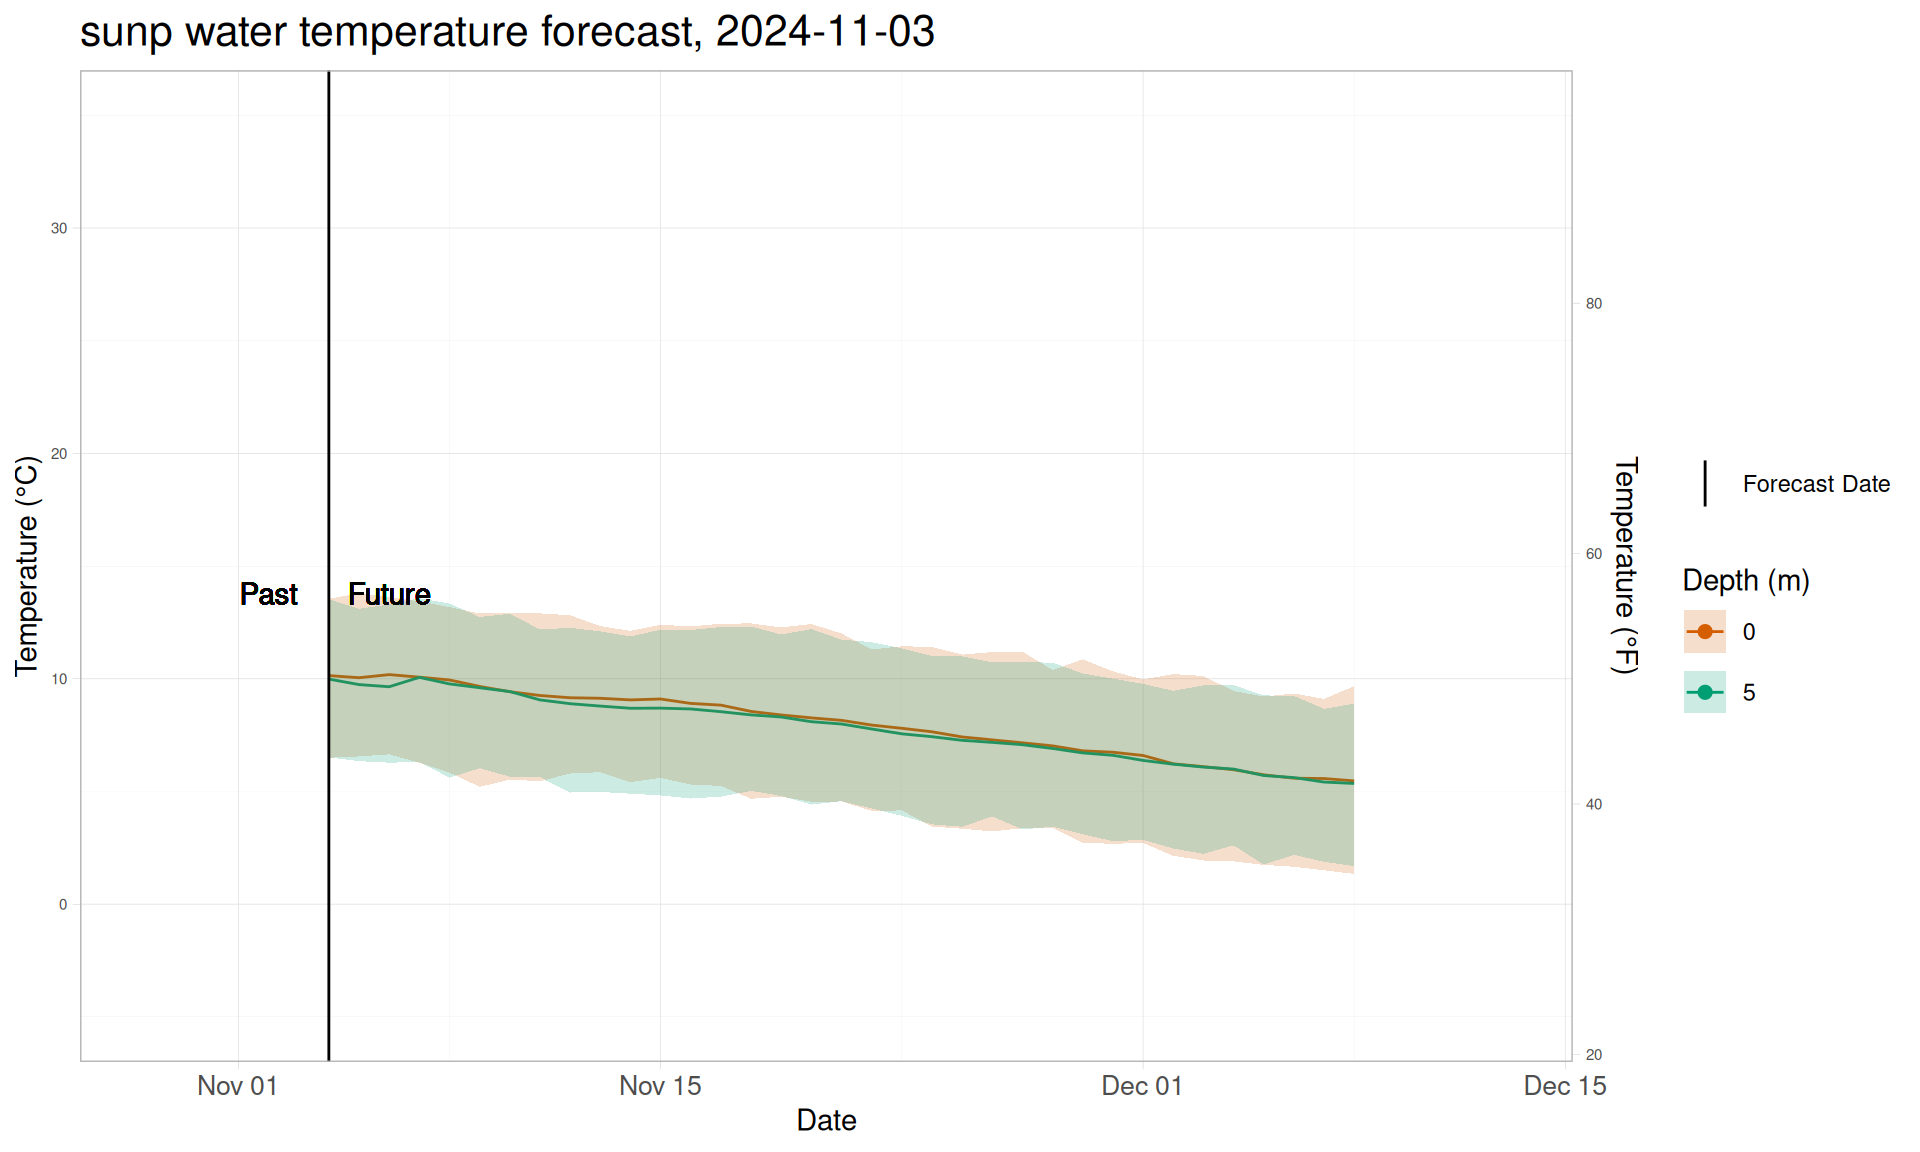 sunp water temperature forecast, 2024-11-03
Temperature (°C)
30
20
10
0
Past
Future
80
60
40
20
Temperature (°F)
Nov 01
Nov 15
Dec 01
Dec 15
Date
Forecast Date
Depth (m)
0
5